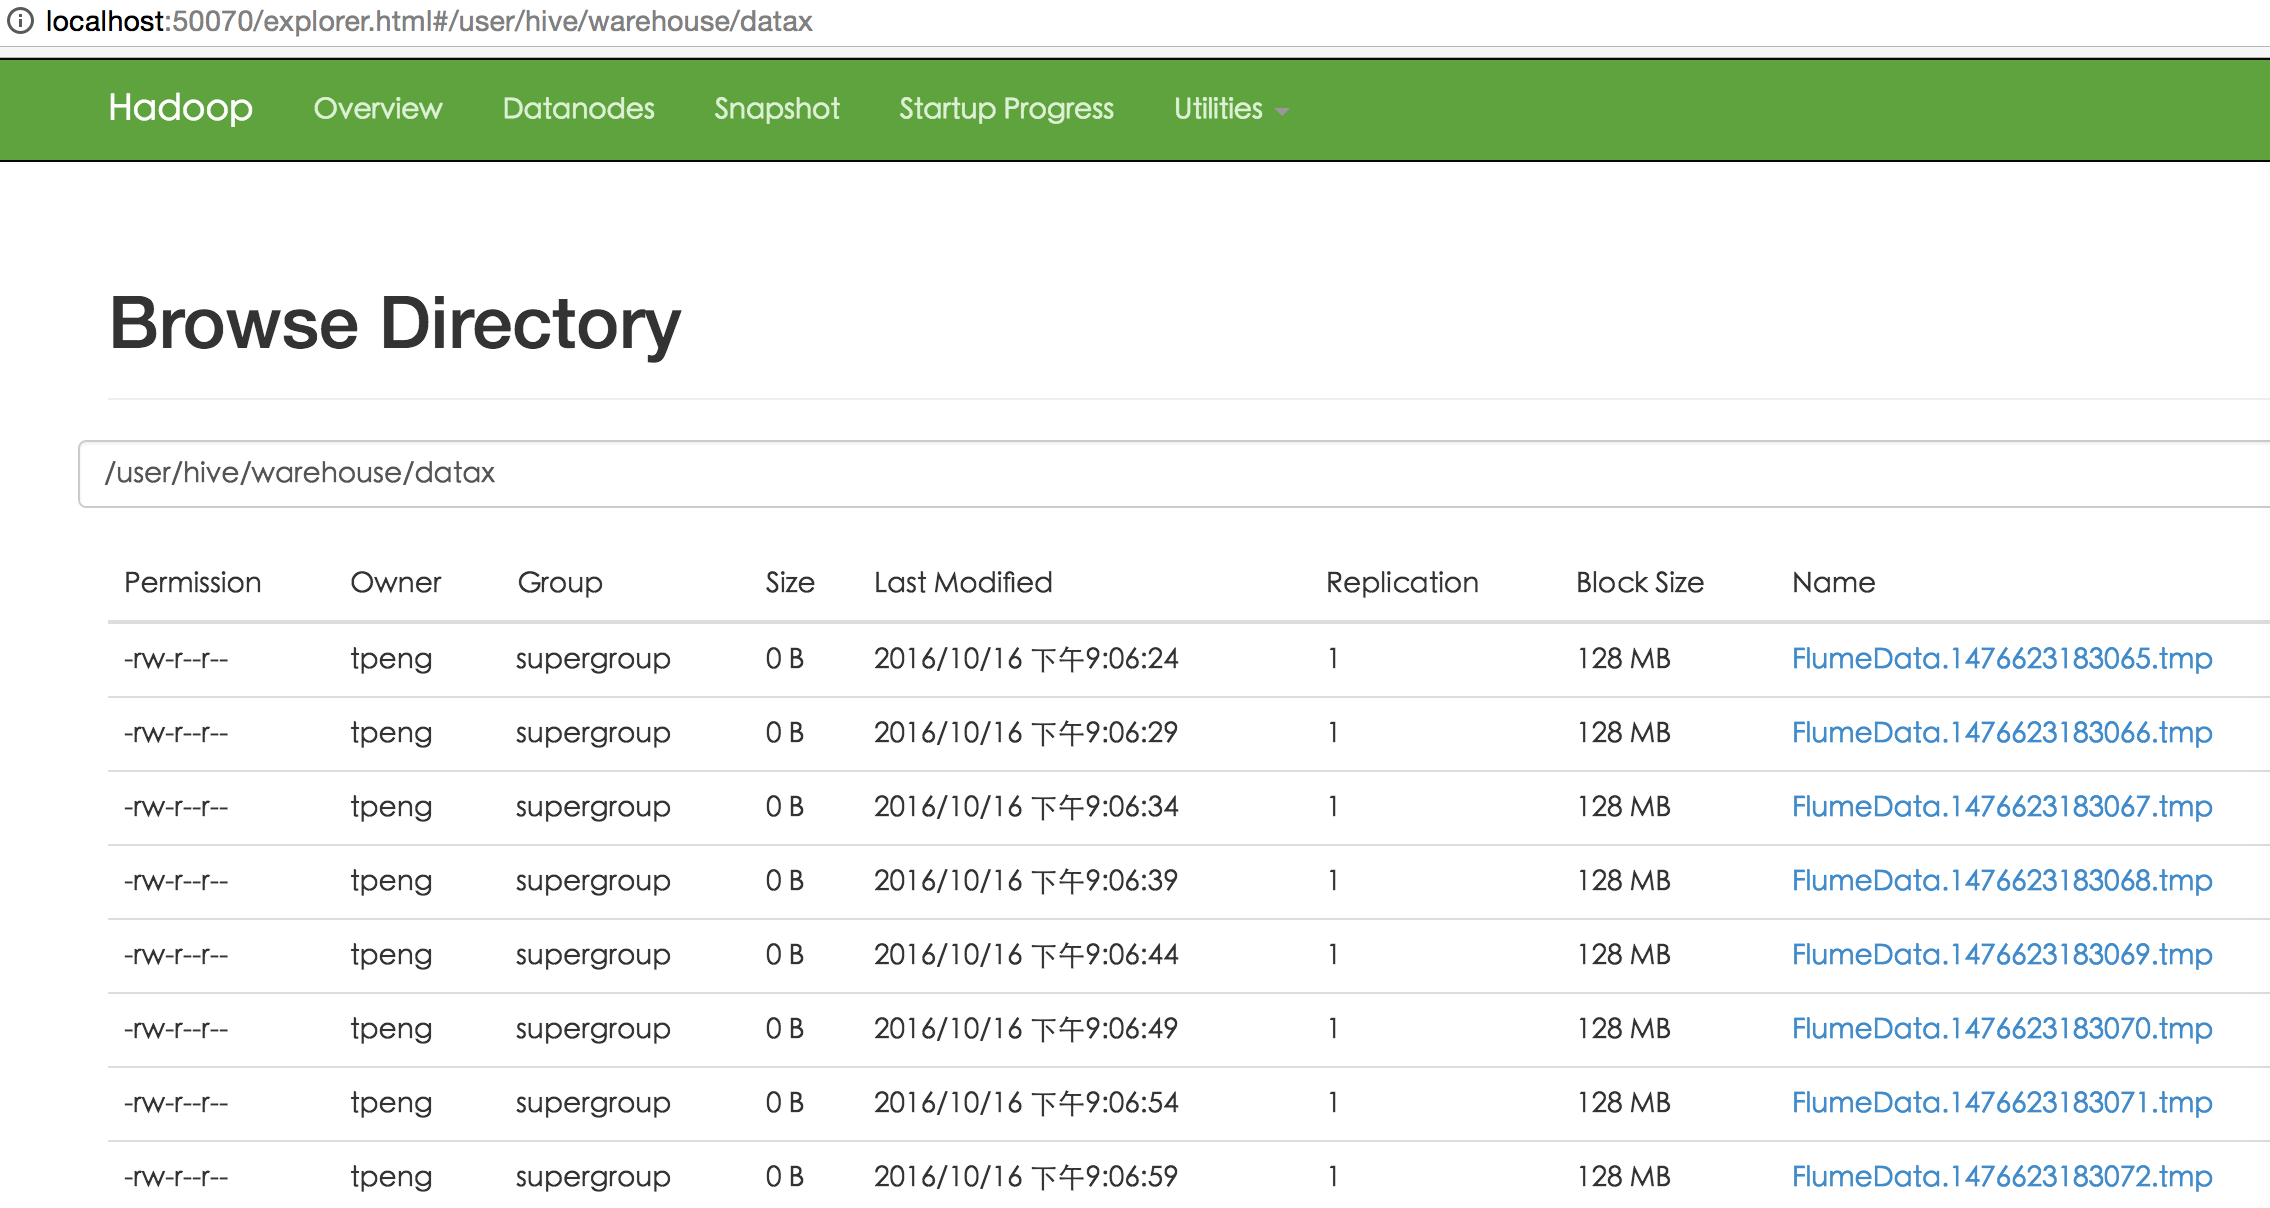 localhost:50070/explorer.html#/user/hive/warehouse/datax
Hadoop Overview Datanodes Snapshot Startup Progress Utilities
Browse Directory
/user/hive/warehouse/datax
Permission Owner Group Size Last Modified Replication Block Size Name
-rw-r--r-- tpeng supergroup 0 B 2016/10/16 下午9:06:24 1 128 MB FlumeData.1476623183065.tmp
-rw-r--r-- tpeng supergroup 0 B 2016/10/16 下午9:06:29 1 128 MB FlumeData.1476623183066.tmp
-rw-r--r-- tpeng supergroup 0 B 2016/10/16 下午9:06:34 1 128 MB FlumeData.1476623183067.tmp
-rw-r--r-- tpeng supergroup 0 B 2016/10/16 下午9:06:39 1 128 MB FlumeData.1476623183068.tmp
-rw-r--r-- tpeng supergroup 0 B 2016/10/16 下午9:06:44 1 128 MB FlumeData.1476623183069.tmp
-rw-r--r-- tpeng supergroup 0 B 2016/10/16 下午9:06:49 1 128 MB FlumeData.1476623183070.tmp
-rw-r--r-- tpeng supergroup 0 B 2016/10/16 下午9:06:54 1 128 MB FlumeData.1476623183071.tmp
-rw-r--r-- tpeng supergroup 0 B 2016/10/16 下午9:06:59 1 128 MB FlumeData.1476623183072.tmp